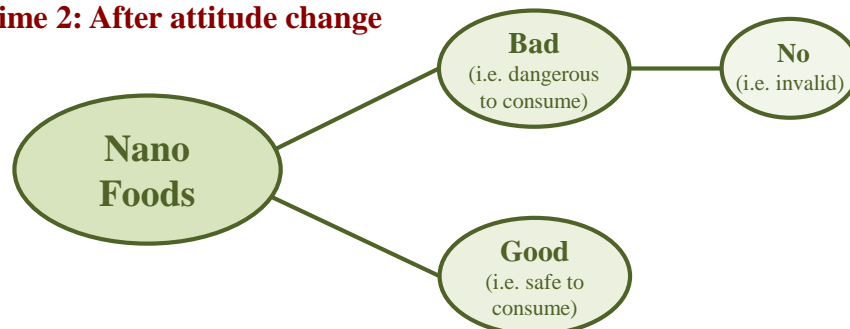 ime 2: After attitude change
Bad
(i.e. dangerous
to consume)
No
(i.e. invalid)
Nano
Foods
Good
(i.e. safe to
consume)